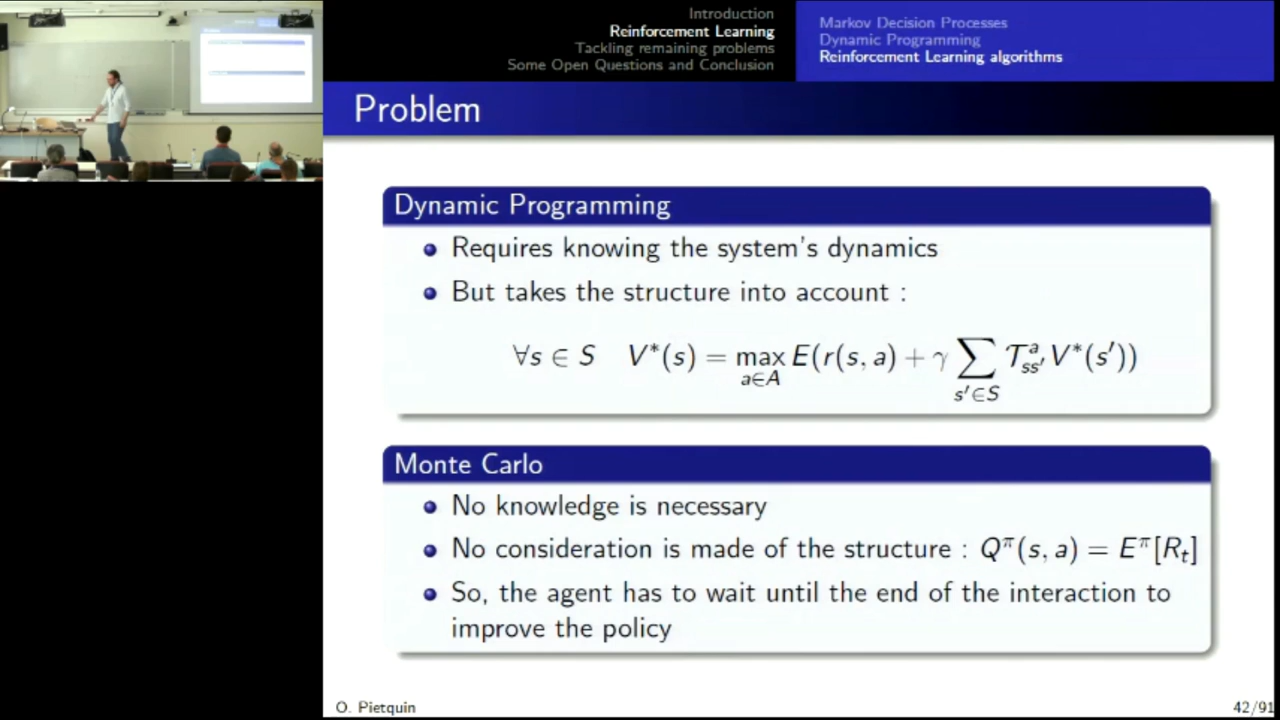 Introduction
Reinforcement Learning
Tackling remaining problems
Some Open Questions and Conclusion
Markov Decision Processes
Dynamic Programming
Reinforcement Learning algorithms
Problem
Dynamic Programming
Requires knowing the system's dynamics
But takes the structure into account :
∀s ∈ S V*(s) = max_{a∈A} E(r(s, a) + γ ∑_{s'∈S} 𝒯^a_{ss'} V*(s'))
Monte Carlo
No knowledge is necessary
No consideration is made of the structure : Q^π(s, a) = E^π[R_t]
So, the agent has to wait until the end of the interaction to
improve the policy
O. Pietquin
42/91